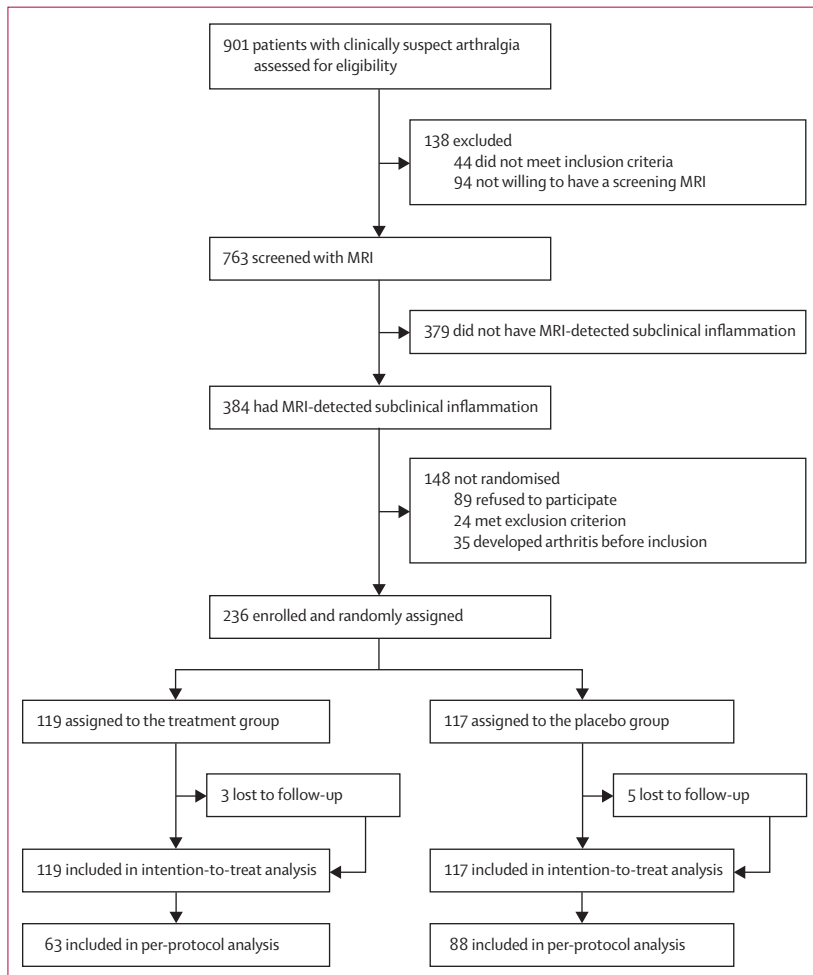 901 patients with clinically suspect arthralgia
assessed for eligibility
138 excluded
44 did not meet inclusion criteria
94 not willing to have a screening MRI
763 screened with MRI
379 did not have MRI-detected subclinical inflammation
384 had MRI-detected subclinical inflammation
148 not randomised
89 refused to participate
24 met exclusion criterion
35 developed arthritis before inclusion
236 enrolled and randomly assigned
119 assigned to the treatment group
117 assigned to the placebo group
3 lost to follow-up
5 lost to follow-up
119 included in intention-to-treat analysis
117 included in intention-to-treat analysis
63 included in per-protocol analysis
88 included in per-protocol analysis